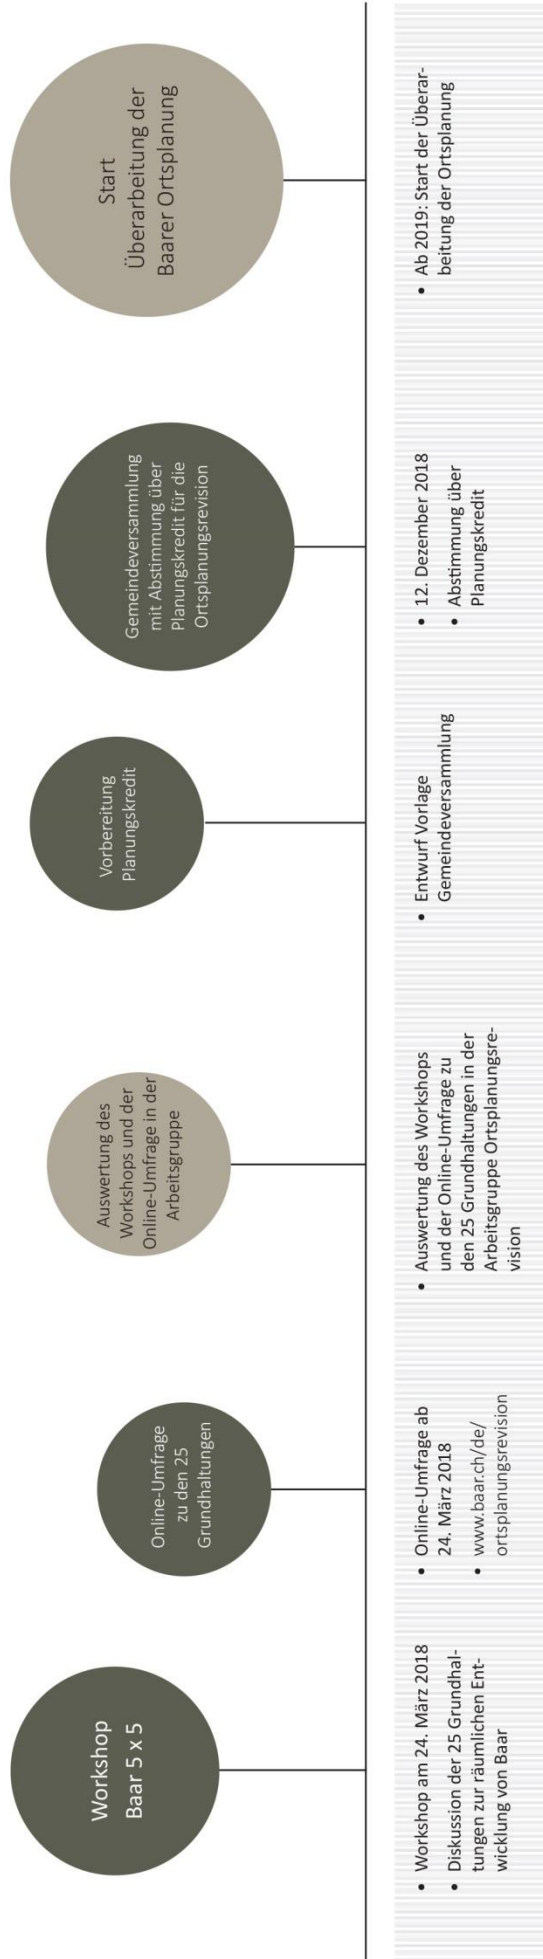 Workshop
Baar 5 x 5
Online-Umfrage
zu den 25
Grundhaltungen
Auswertung des
Workshops und der
Online-Umfrage in der
Arbeitsgruppe
Vorbereitung
Planungskredit
Gemeindeversammlung
mit Abstimmung über
Planungskredit für die
Ortsplanungsrevision
Start
Überarbeitung der
Baarer Ortsplanung
• Workshop am 24. März 2018
• Diskussion der 25 Grundhal-
tungen zur räumlichen Ent-
wicklung von Baar
• Online-Umfrage ab
24. März 2018
• www.baar.ch/de/
ortsplanungsrevision
• Auswertung des Workshops
und der Online-Umfrage zu
den 25 Grundhaltungen in der
Arbeitsgruppe Ortsplanungsre-
vision
• Entwurf Vorlage
Gemeindeversammlung
• 12. Dezember 2018
• Abstimmung über
Planungskredit
• Ab 2019: Start der Überar-
beitung der Ortsplanung